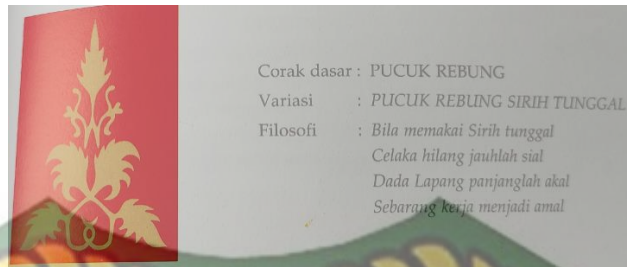 Corak dasar : PUCUK REBUNG
Variasi : PUCUK REBUNG SIRIH TUNGGAL
Filosofi : Bila memakai Sirih tunggal
Celaka hilang jauhlah sial
Dada Lapang panjanglah akal
Sebarang kerja menjadi amal